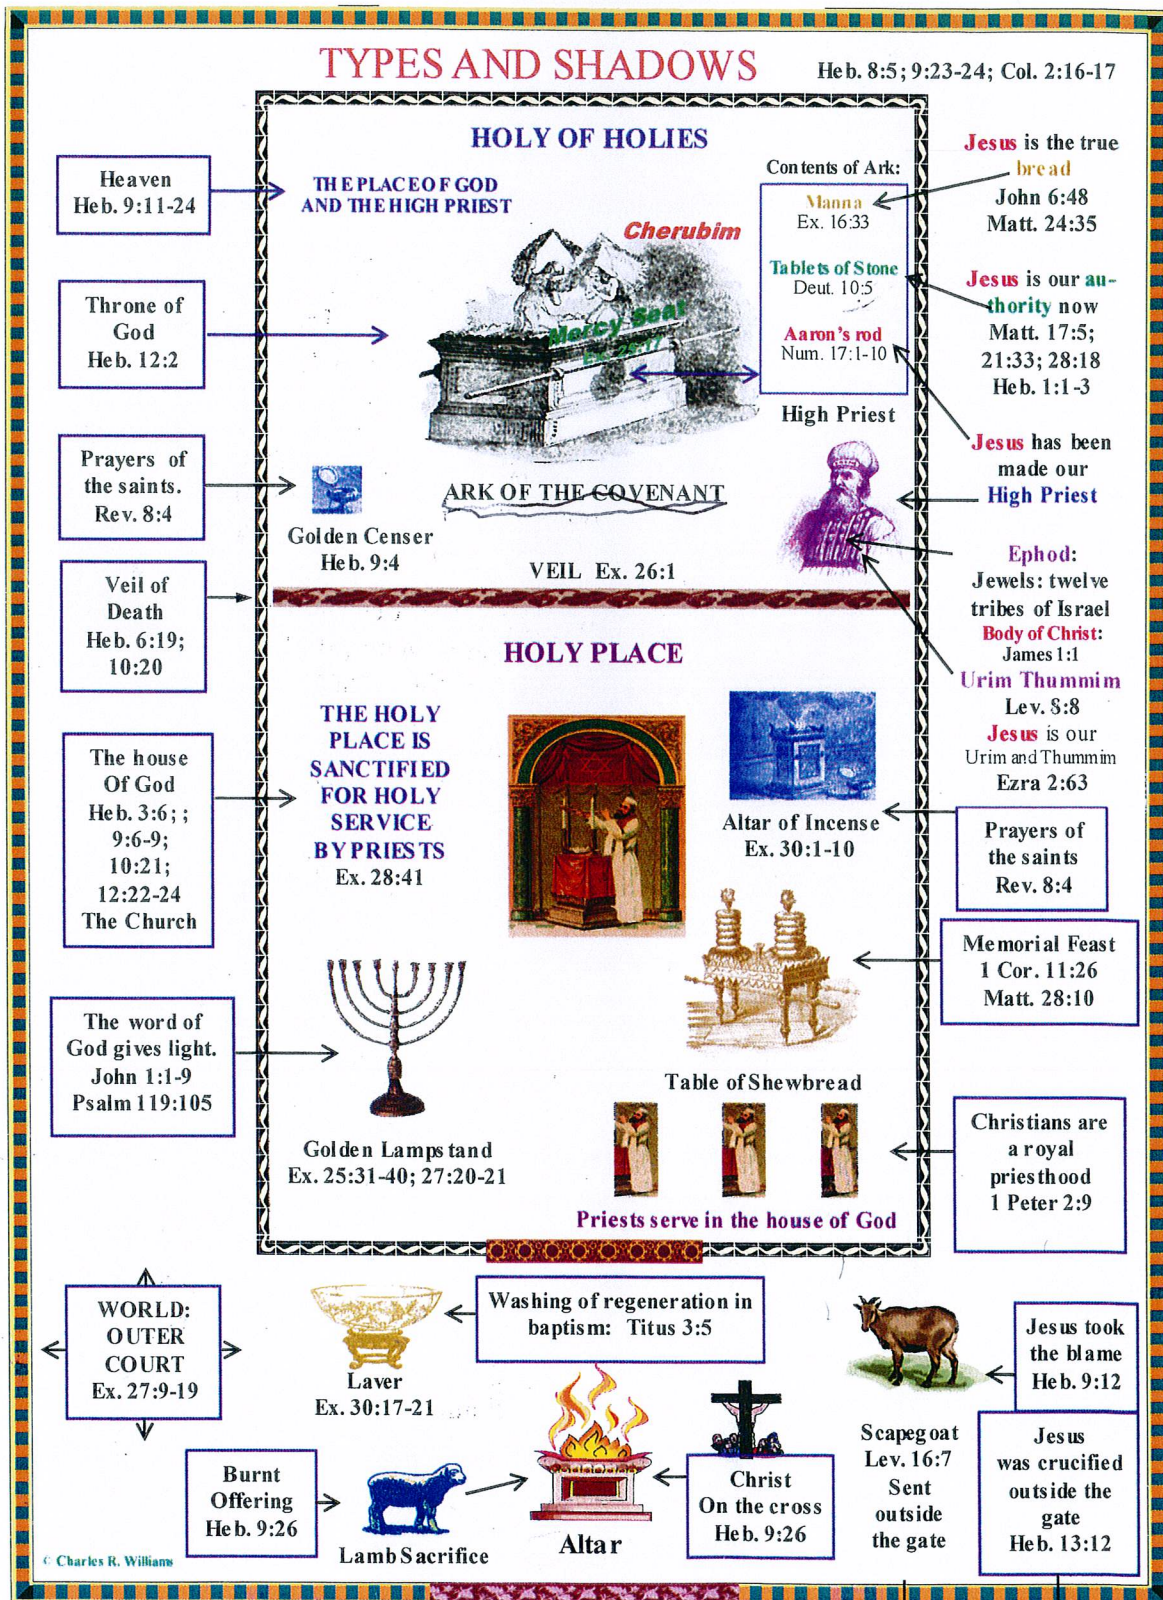 TYPES AND SHADOWS
Heb. 8:5; 9:23-24; Col. 2:16-17
HOLY OF HOLIES
THE PLACE OF GOD
AND THE HIGH PRIEST
Heaven
Heb. 9:11-24
Throne of
God
Heb. 12:2
Prayers of
the saints.
Rev. 8:4
Veil of
Death
Heb. 6:19;
10:20
Cherubim
Mercy Seat
Ex. 25:17
Contents of Ark:
Manna
Ex. 16:33
Tablets of Stone
Deut. 10:5
Aaron's rod
Num. 17:1-10
High Priest
Jesus is the true
bread
John 6:48
Matt. 24:35
Jesus is our au-
thority now
Matt. 17:5;
21:33; 28:18
Heb. 1:1-3
Jesus has been
made our
High Priest
Ephod:
Jewels: twelve
tribes of Israel
Body of Christ:
James 1:1
Urim Thummim
Lev. 8:8
Jesus is our
Urim and Thummim
Ezra 2:63
Golden Censer
Heb. 9:4
ARK OF THE COVENANT
VEIL Ex. 26:1
HOLY PLACE
THE HOLY
PLACE IS
SANCTIFIED
FOR HOLY
SERVICE
BY PRIESTS
Ex. 28:41
The house
Of God
Heb. 3:6; ;
9:6-9;
10:21;
12:22-24
The Church
Altar of Incense
Ex. 30:1-10
Prayers of
the saints
Rev. 8:4
Memorial Feast
1 Cor. 11:26
Matt. 28:10
Table of Shewbread
The word of
God gives light.
John 1:1-9
Psalm 119:105
Golden Lampstand
Ex. 25:31-40; 27:20-21
Christians are
a royal
priesthood
1 Peter 2:9
Priests serve in the house of God
WORLD:
OUTER
COURT
Ex. 27:9-19
Laver
Ex. 30:17-21
Washing of regeneration in
baptism: Titus 3:5
Jesus took
the blame
Heb. 9:12
Scapegoat
Lev. 16:7
Sent
outside
the gate
Jesus
was crucified
outside the
gate
Heb. 13:12
Burnt
Offering
Heb. 9:26
Lamb Sacrifice
Altar
Christ
On the cross
Heb. 9:26
© Charles R. Williams